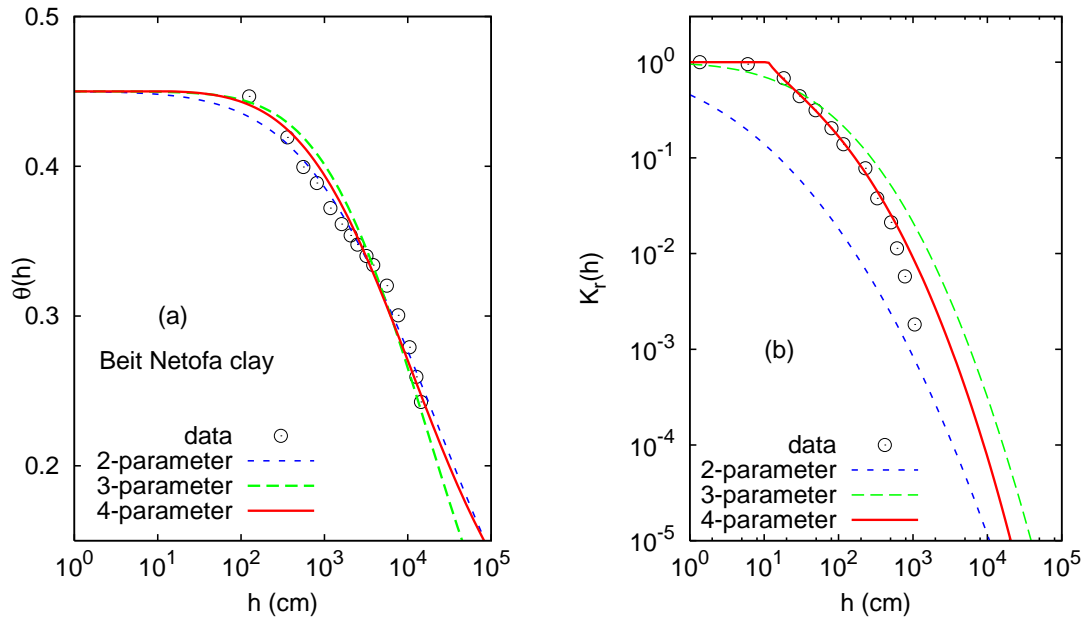 0.5
0.4
0.3
0.2
θ(h)
(a)
Beit Netofa clay
data
2-parameter
3-parameter
4-parameter
10^0 10^1 10^2 10^3 10^4 10^5
h (cm)
10^0
10^-1
10^-2
10^-3
10^-4
10^-5
K_r(h)
(b)
data
2-parameter
3-parameter
4-parameter
10^0 10^1 10^2 10^3 10^4 10^5
h (cm)